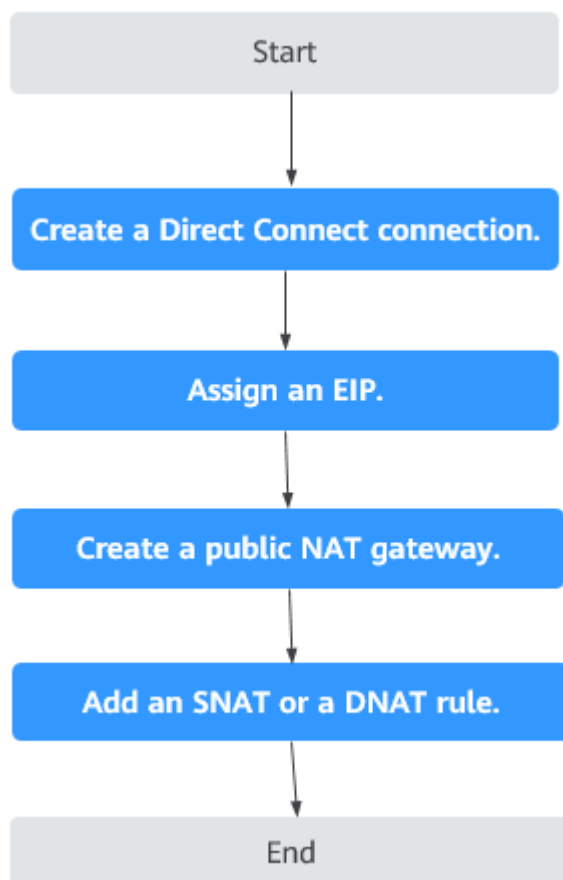 Start
Create a Direct Connect connection.
Assign an EIP.
Create a public NAT gateway.
Add an SNAT or a DNAT rule.
End